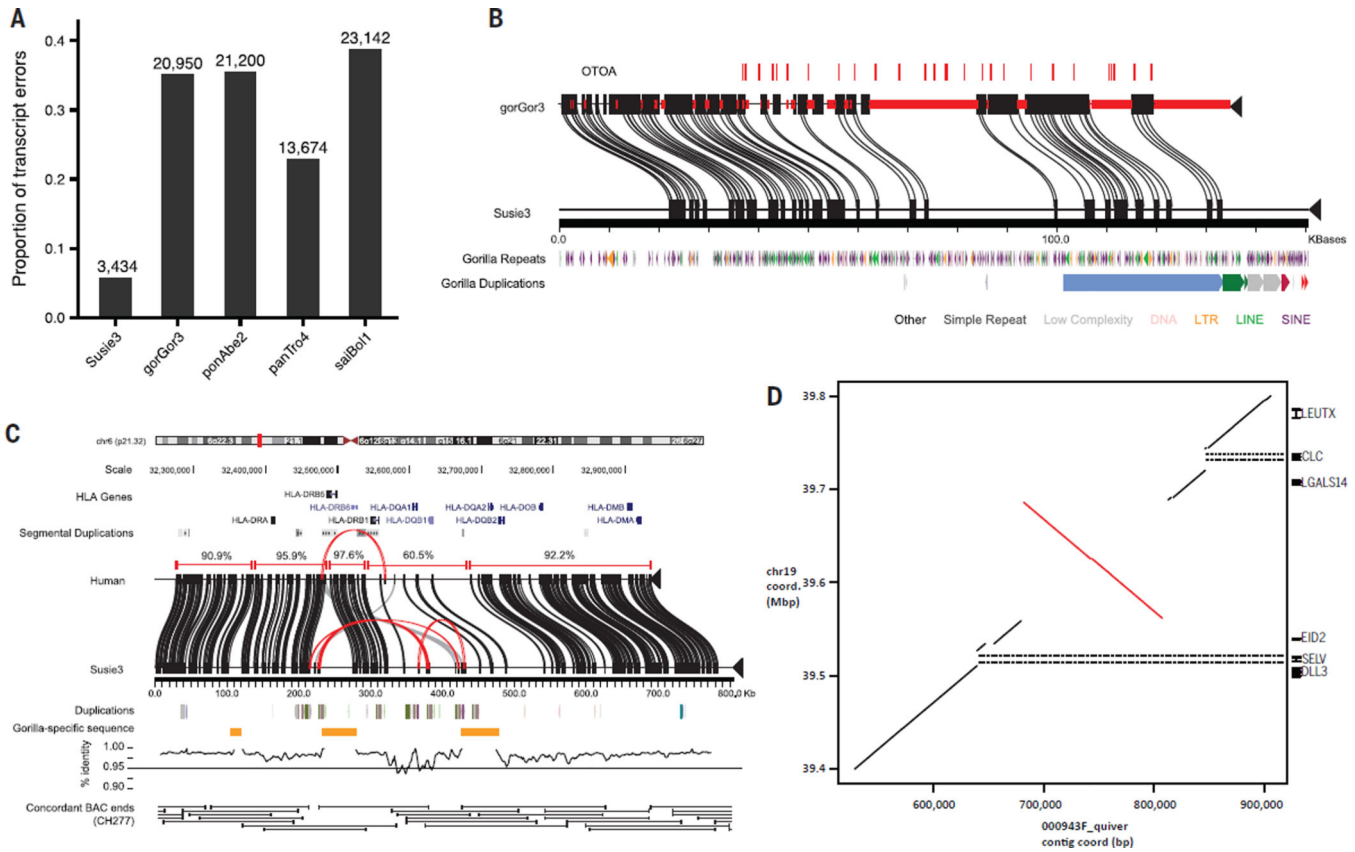 A
Proportion of transcript errors
0.4
0.3
0.2
0.1
0.0
3,434
20,950
21,200
13,674
23,142
Susie3
gorGor3
ponAbe2
panTro4
saiBol1
B
OTOA
gorGor3
Susie3
0.0
100.0
KBases
Gorilla Repeats
Gorilla Duplications
Other Simple Repeat Low Complexity DNA LTR LINE SINE
C
chr6 (p21.32)
Scale
32,300,000 32,400,000 32,500,000 32,600,000 32,700,000 32,800,000 32,900,000
HLA Genes
HLA-DRB5
HLA-DRB6 HLA-DQA1 HLA-DQA2 HLA-DOB HLA-DMB
HLA-DRA HLA-DRB1 HLA-DQB1 HLA-DQB2 HLA-DMA
Segmental Duplications
90.9% 95.9% 97.6% 60.5% 92.2%
Human
Susie3
0.0 100.0 200.0 300.0 400.0 500.0 600.0 700.0 800.0 Kb
Duplications
Gorilla-specific sequence
% identity
1.00
0.95
0.90
Concordant BAC ends
(CH277)
D
39.8
39.7
39.6
39.5
39.4
chr19
coord.
(Mbp)
LEUTX
CLC
LGALS14
EID2
SELV
DLL3
600,000 700,000 800,000 900,000
000943F_quiver
contig coord (bp)